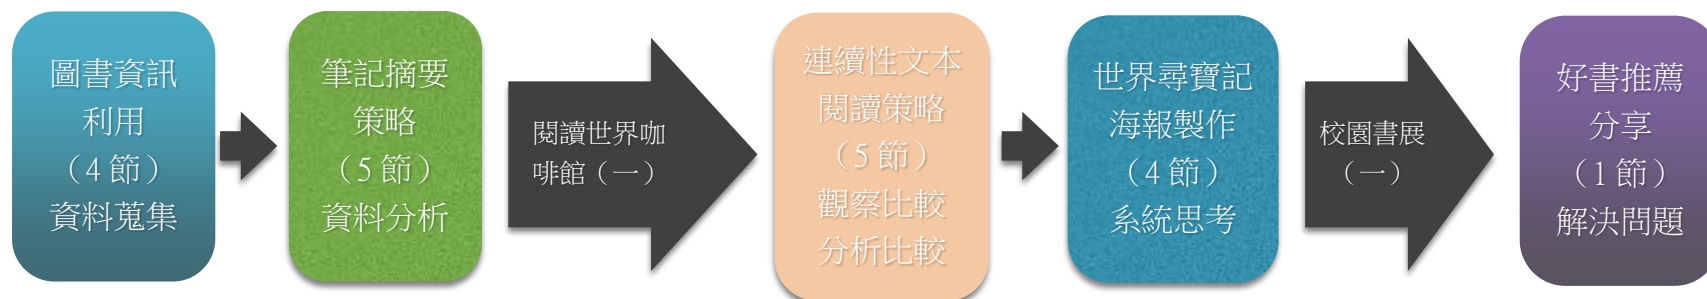 圖書資訊
利用
（4 節）
資料蒐集
筆記摘要
策略
（5 節）
資料分析
閱讀世界咖
啡館（一）
連續性文本
閱讀策略
（5 節）
觀察比較
分析比較
世界尋寶記
海報製作
（4 節）
系統思考
校園書展
（一）
好書推薦
分享
（1 節）
解決問題